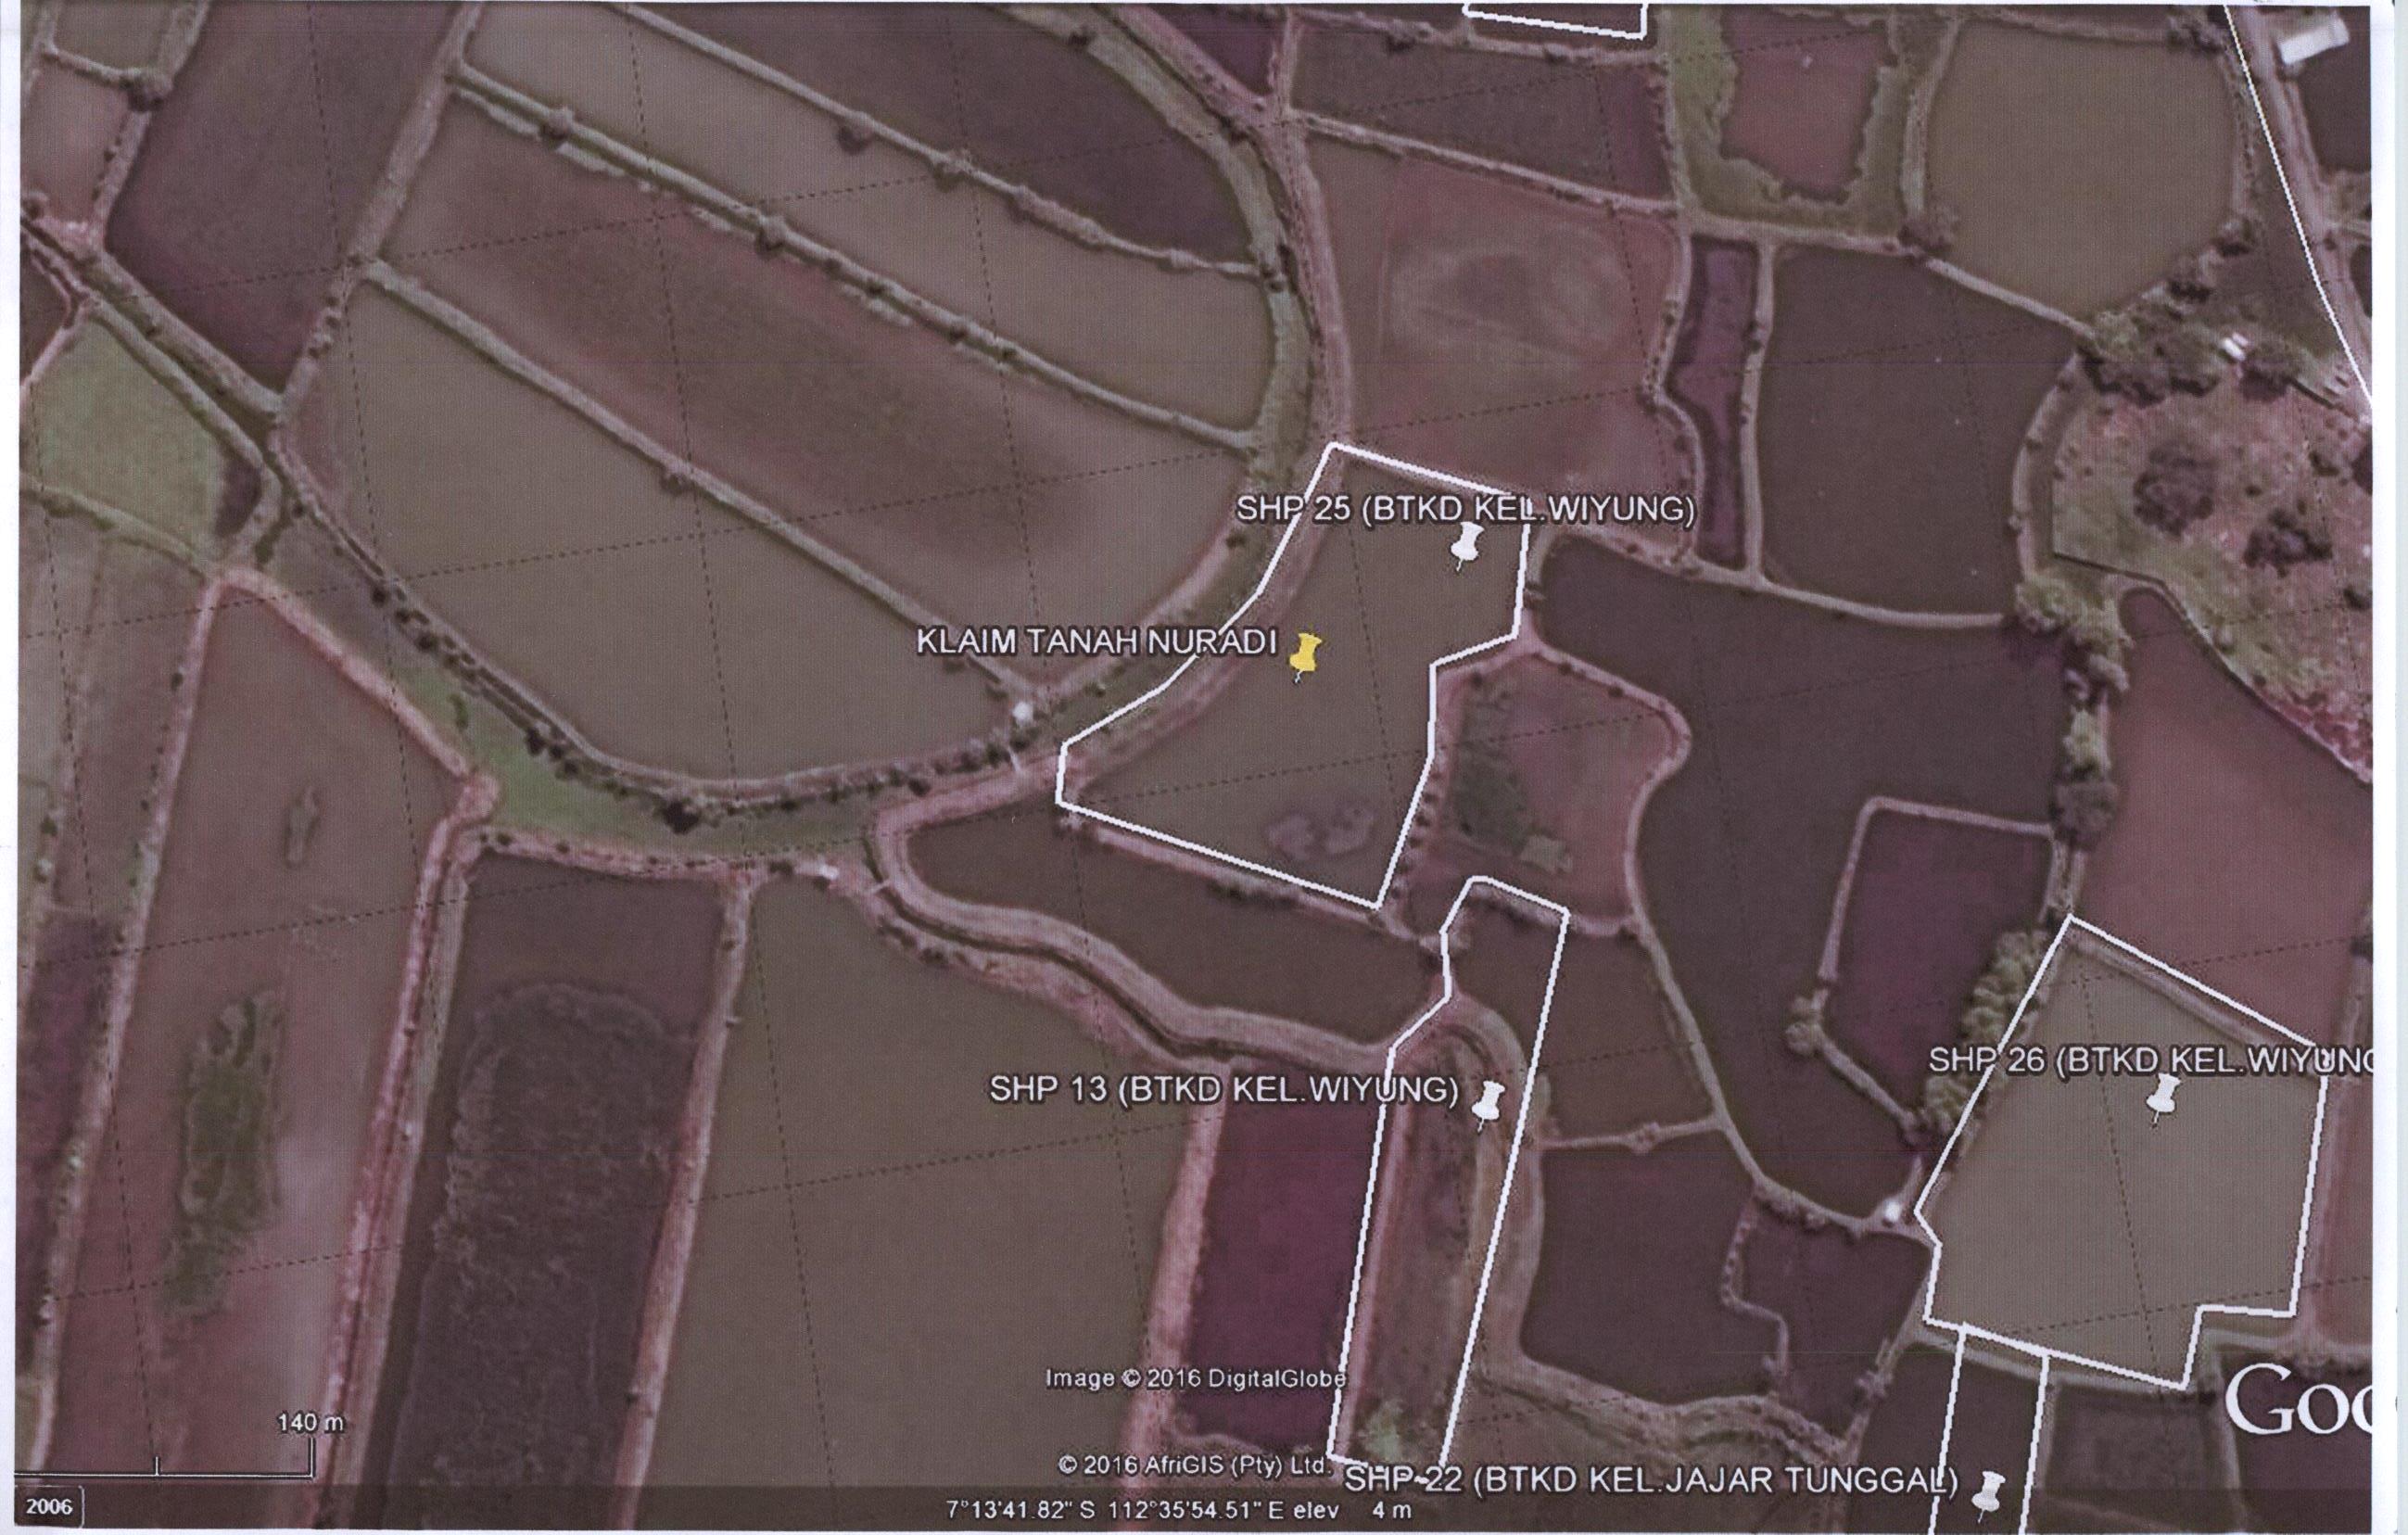 SHP 25 (BTKD KEL.WIYUNG)
KLAIM TANAH NURADI
SHP 26 (BTKD KEL.WIYUNG
SHP 13 (BTKD KEL.WIYUNG)
Image © 2016 DigitalGlobe
Goo
140 m
© 2016 AfriGIS (Pty) Ltd.
SHP 22 (BTKD KEL.JAJAR TUNGGAL)
2006
7°13'41.82" S 112°35'54.51" E elev 4 m